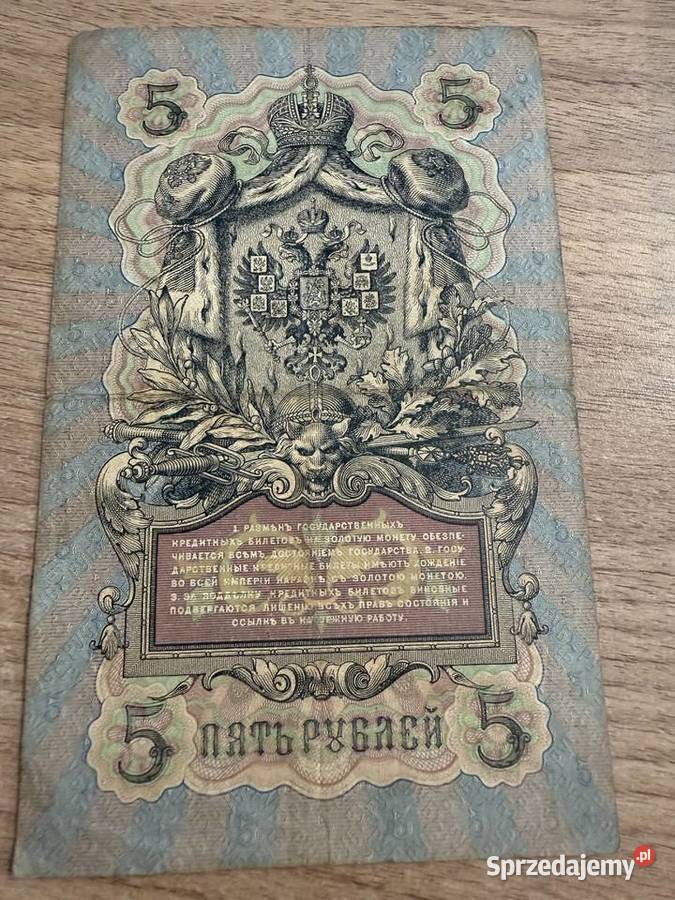 5 5
1. РАЗМѢНЪ ГОСУДАРСТВЕННЫХЪ
КРЕДИТНЫХЪ БИЛЕТОВЪ НА ЗОЛОТУЮ МОНЕТУ ОБЕЗПЕ-
ЧИВАЕТСЯ ВСѢМЪ ДОСТОЯНІЕМЪ ГОСУДАРСТВА. 2. ГОСУ-
ДАРСТВЕННЫЕ КРЕДИТНЫЕ БИЛЕТЫ ИМѢЮТЪ ХОЖДЕНІЕ
ВО ВСЕЙ ИМПЕРІИ НАРАВНѢ СЪ ЗОЛОТОЮ МОНЕТОЮ.
3. ЗА ПОДДѢЛКУ КРЕДИТНЫХЪ БИЛЕТОВЪ ВИНОВНЫЕ
ПОДВЕРГАЮТСЯ ЛИШЕНІЮ ВСѢХЪ ПРАВЪ СОСТОЯНІЯ И
ССЫЛКѢ ВЪ КАТОРЖНУЮ РАБОТУ.
5 ПЯТЬ РУБЛЕЙ 5
Sprzedajemy.pl